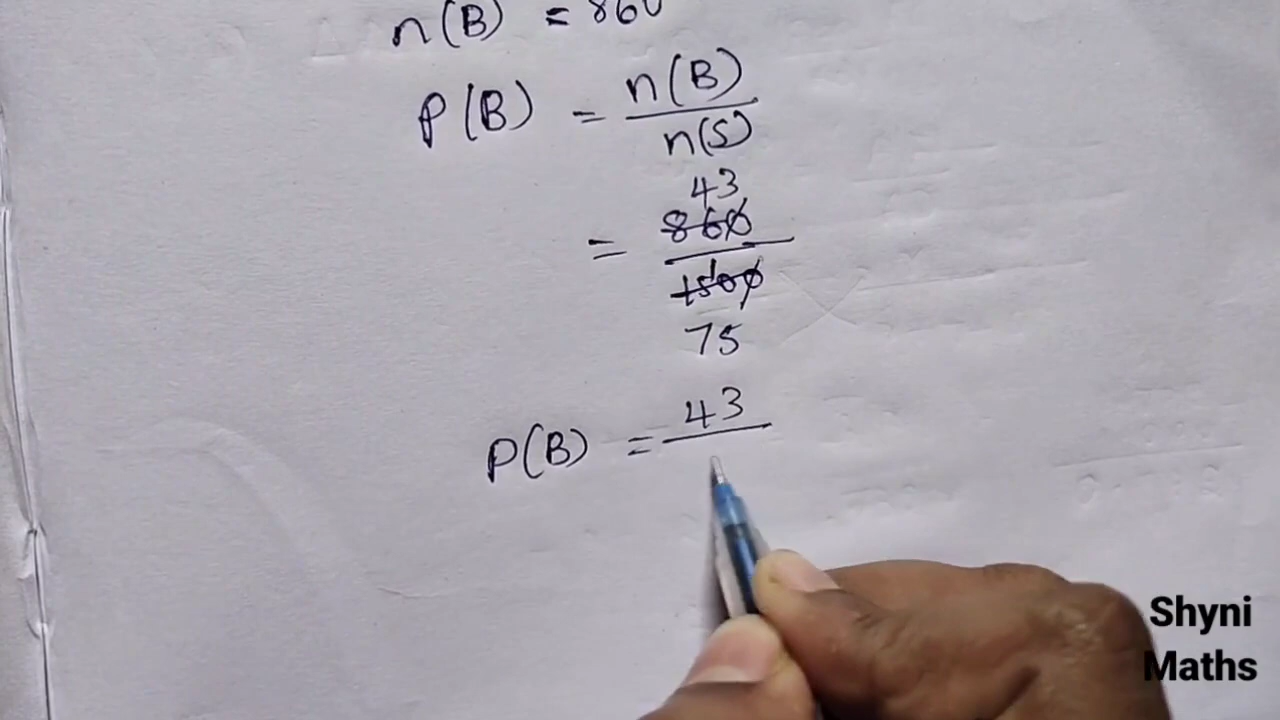 n(B) = 860
P(B) = n(B)/n(S)
43
= 860/1500
75
P(B) = 43/
Shyni
Maths